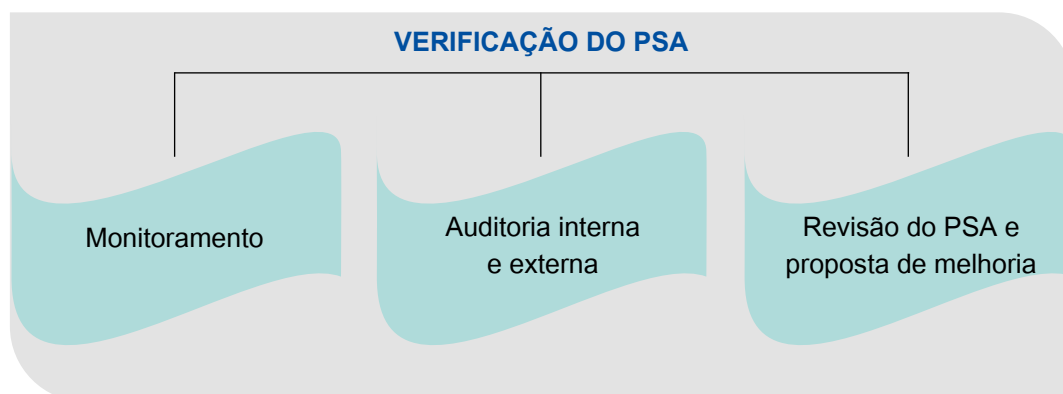 VERIFICAÇÃO DO PSA
Monitoramento
Auditoria interna
e externa
Revisão do PSA e
proposta de melhoria